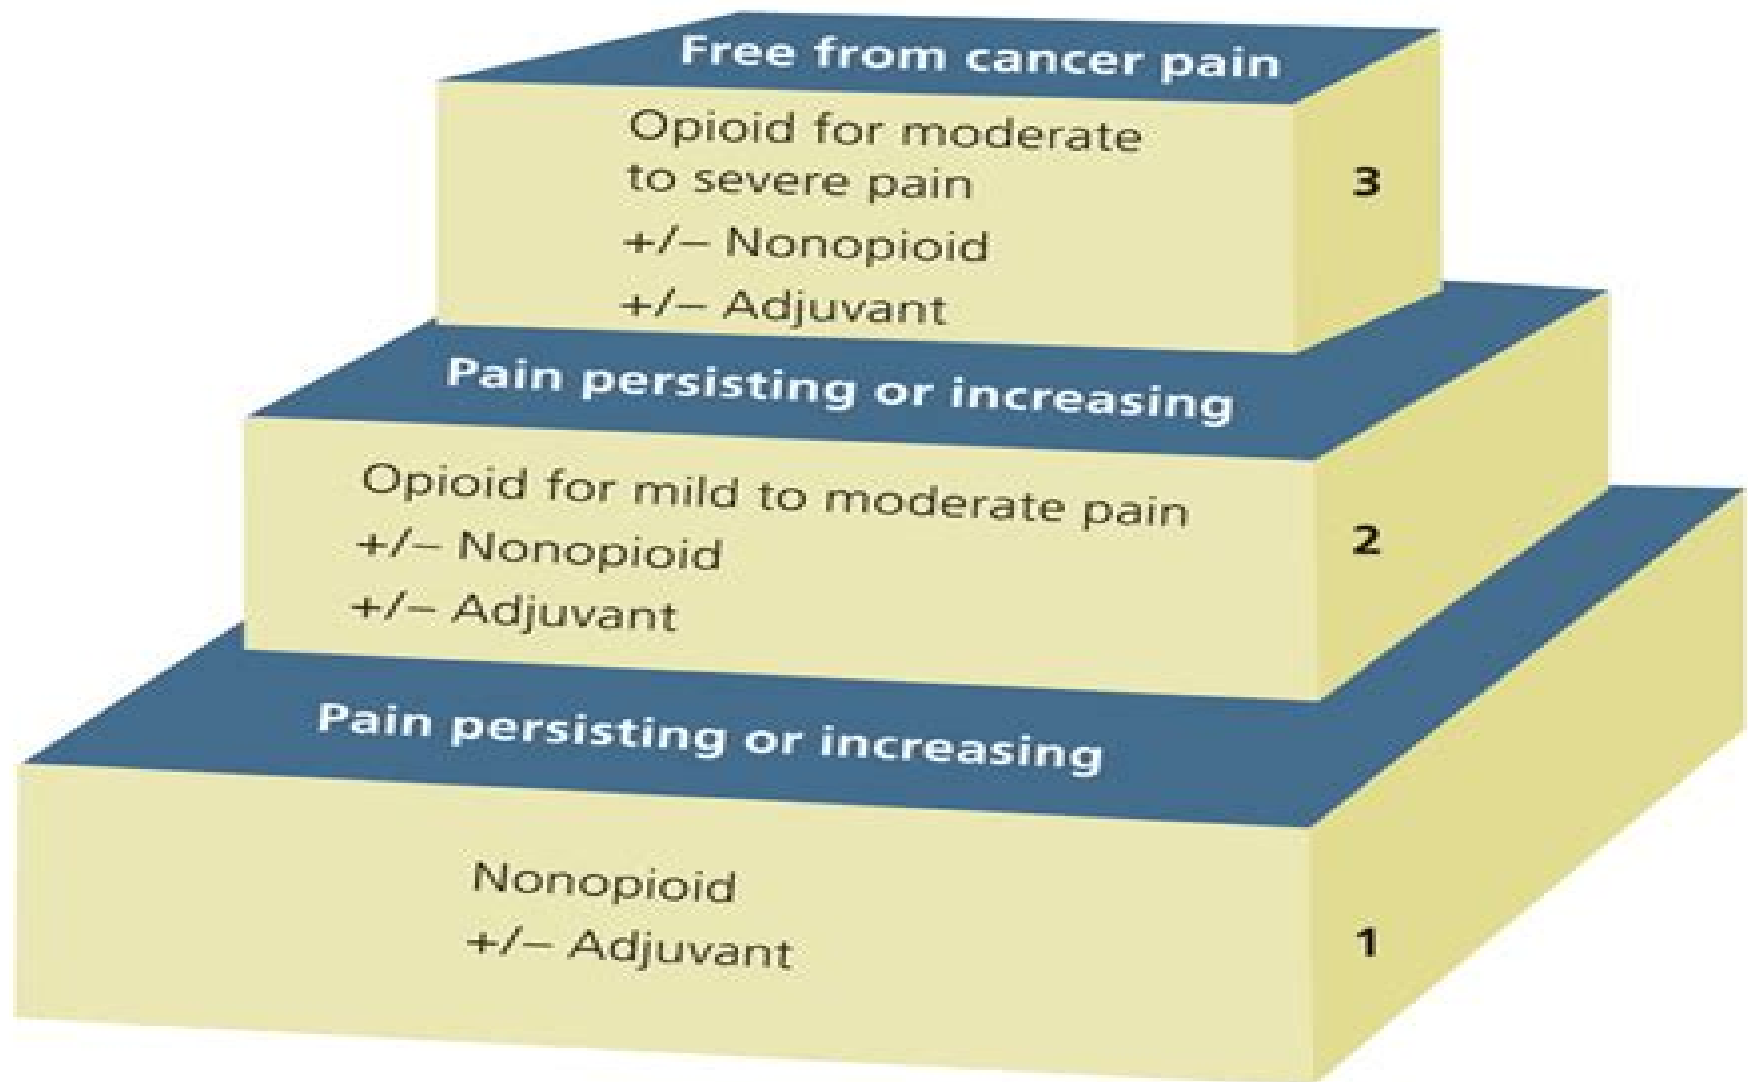 Free from cancer pain
Opioid for moderate
to severe pain
+/– Nonopioid
+/– Adjuvant
3
Pain persisting or increasing
Opioid for mild to moderate pain
+/– Nonopioid
+/– Adjuvant
2
Pain persisting or increasing
Nonopioid
+/– Adjuvant
1